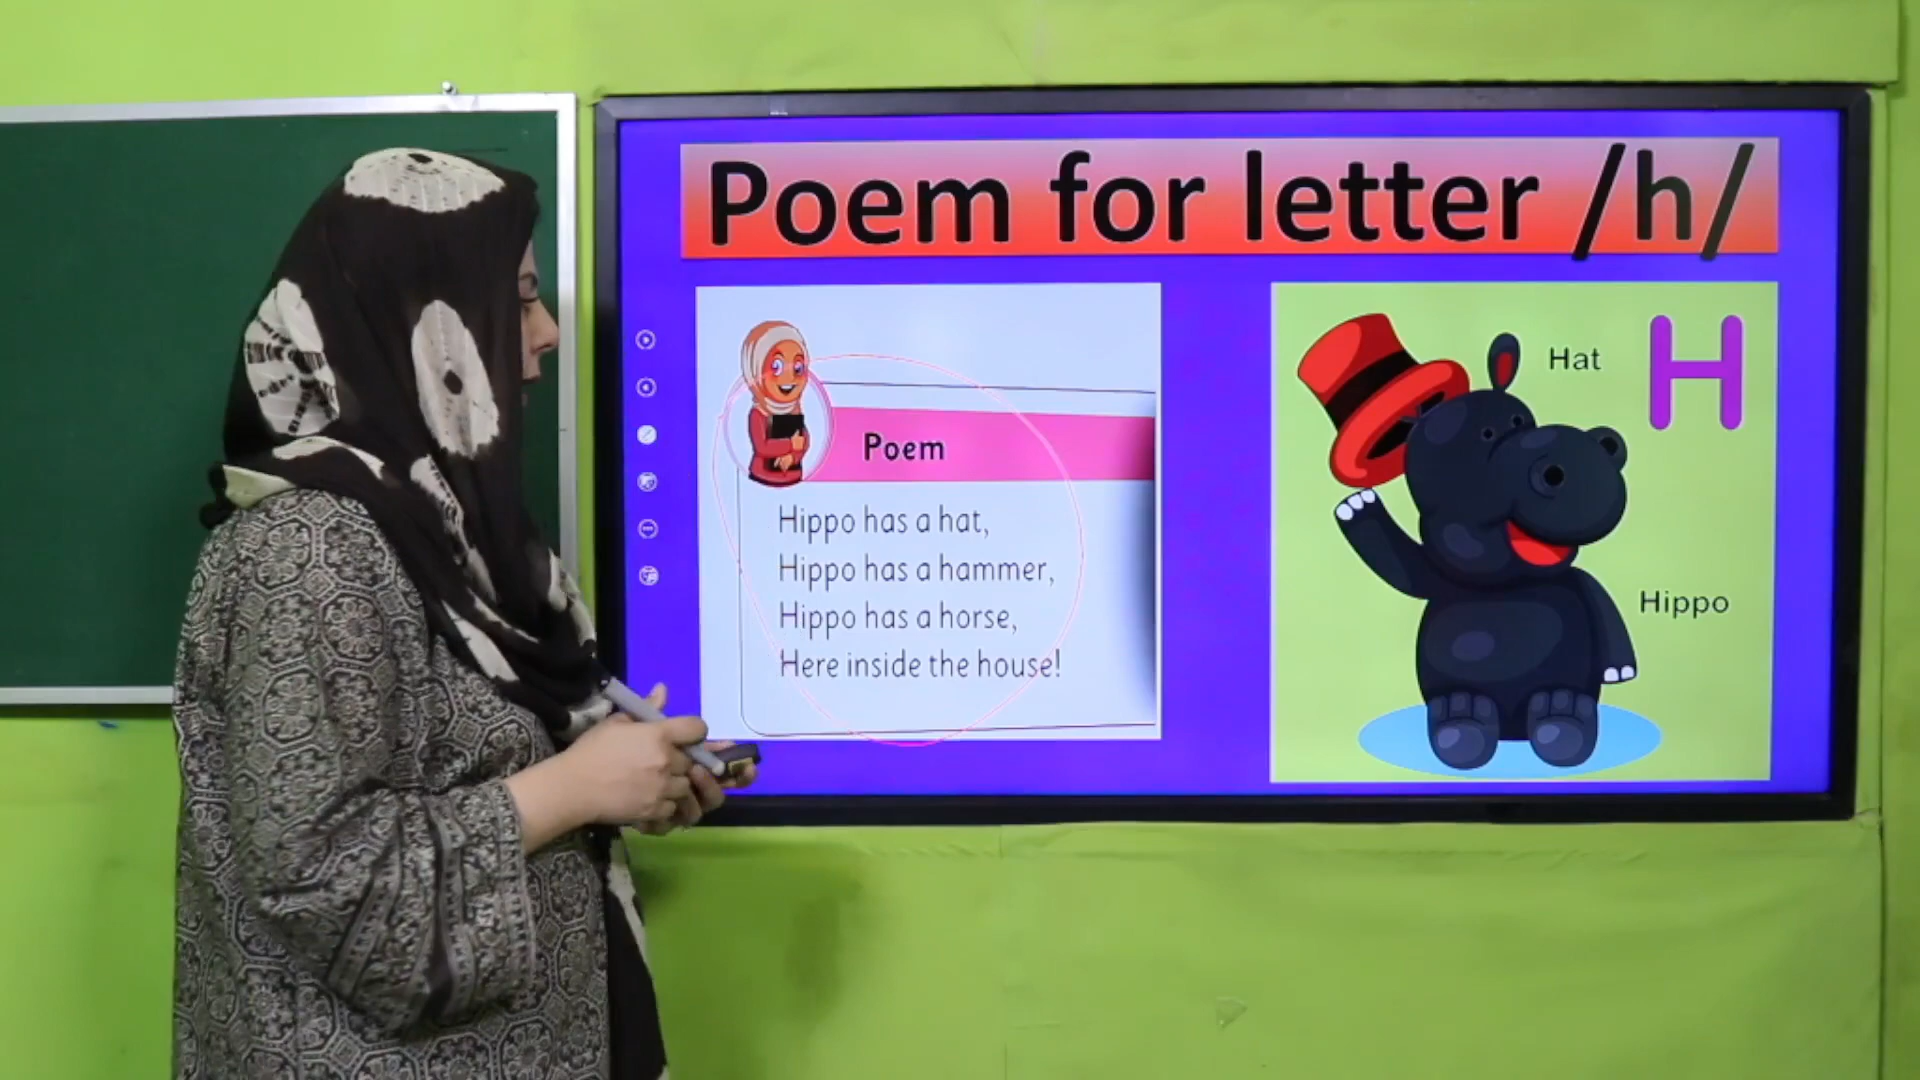 Poem for letter /h/
Poem
Hippo has a hat,
Hippo has a hammer,
Hippo has a horse,
Here inside the house!
Hat
H
Hippo